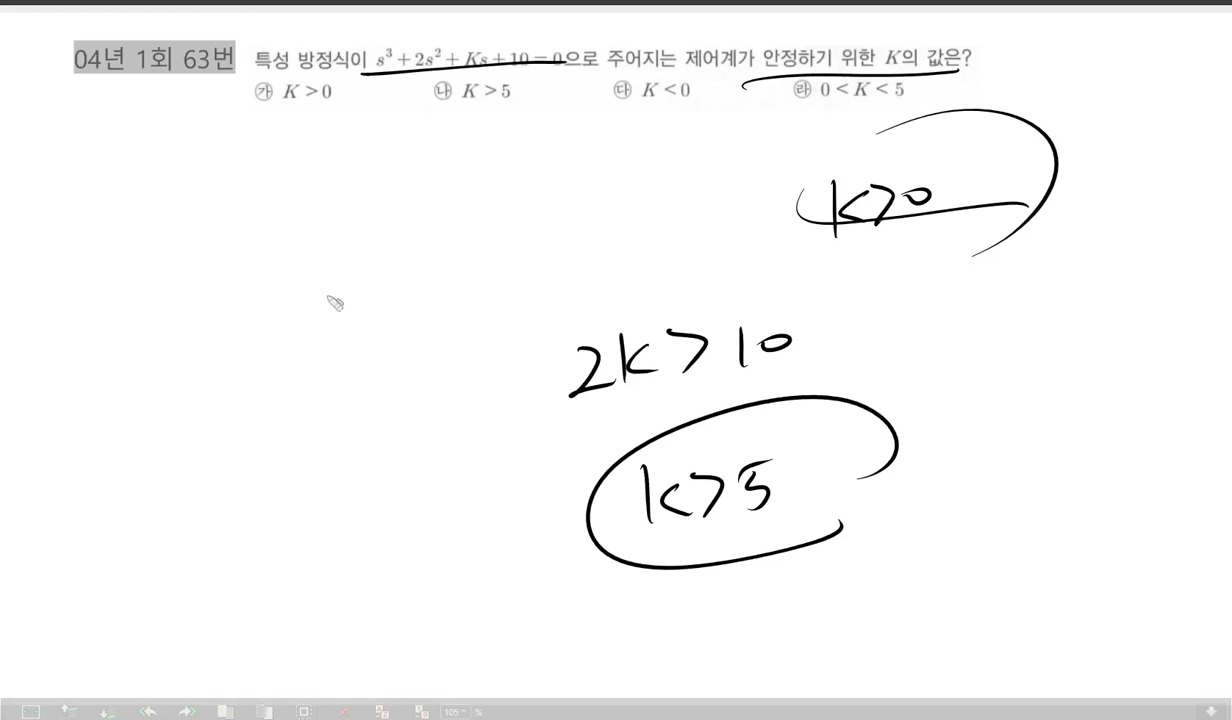 04년 1회 63번 특성 방정식이 s³ + 2s² + Ks + 10 = 0으로 주어지는 제어계가 안정하기 위한 K의 값은?
㉮ K > 0 ㉯ K > 5 ㉰ K < 0 ㉱ 0 < K < 5
k>0
2k > 10
k>5
105 %